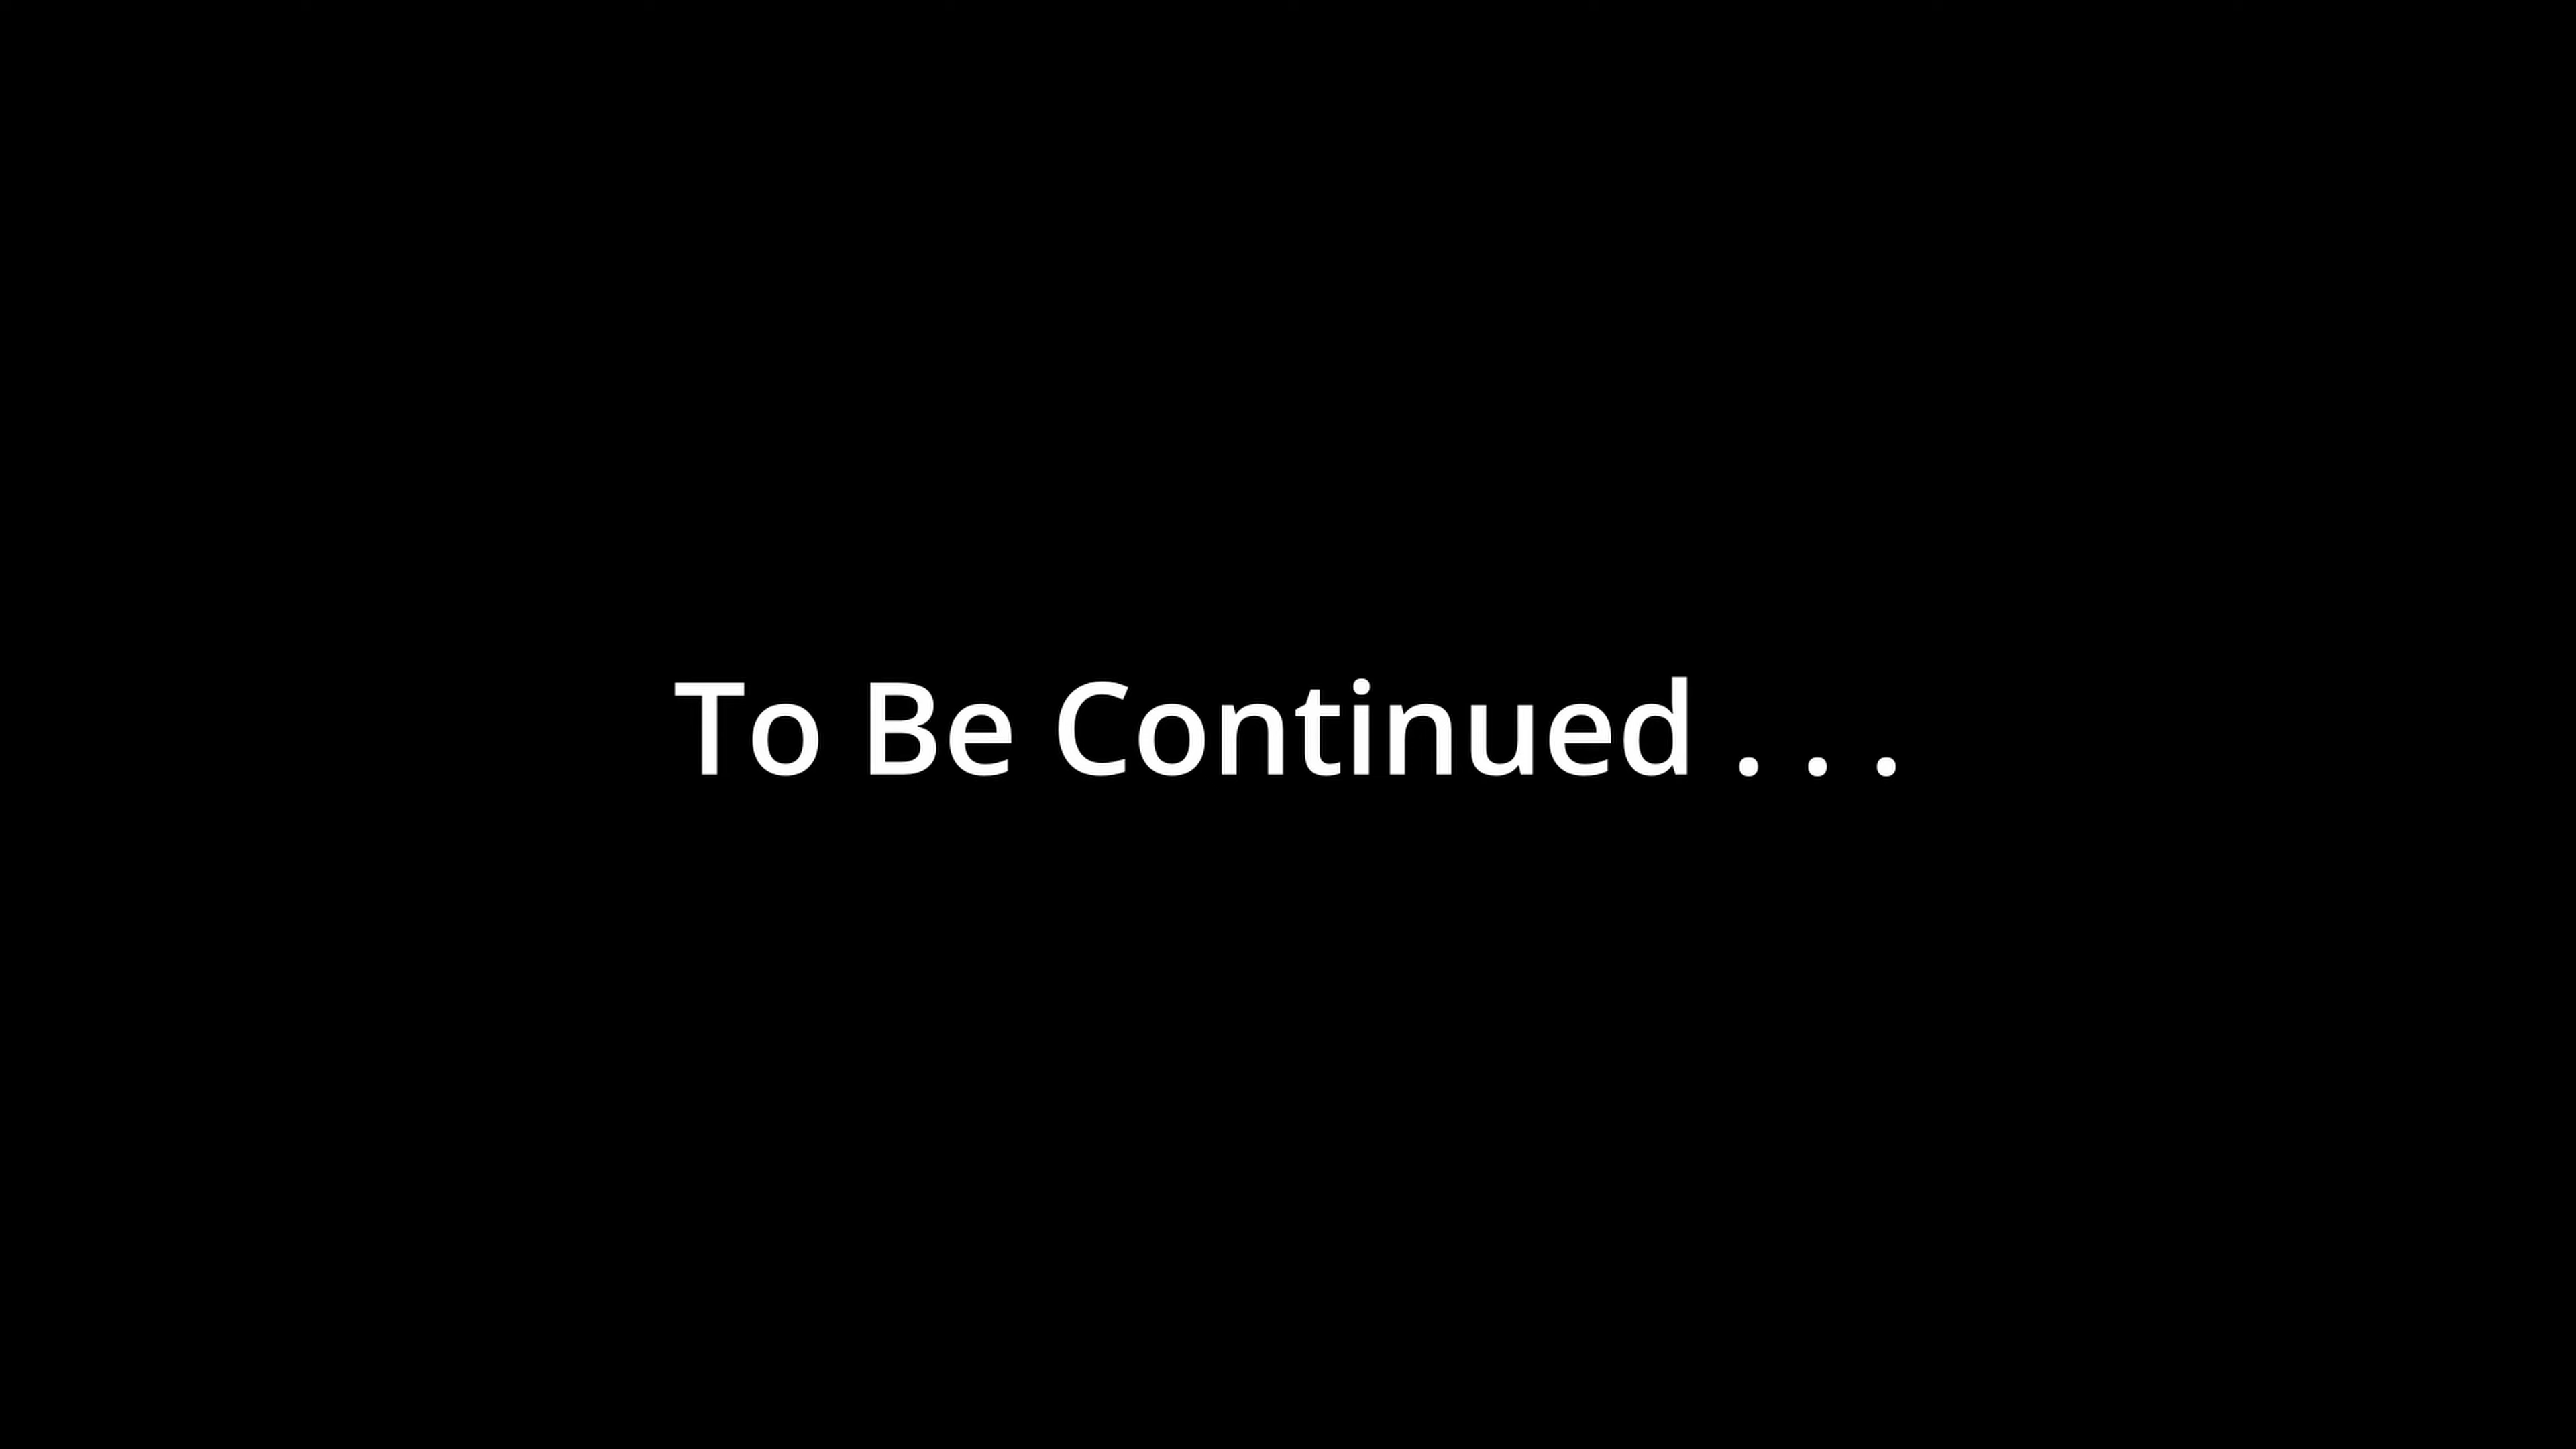 To Be Continued . . .